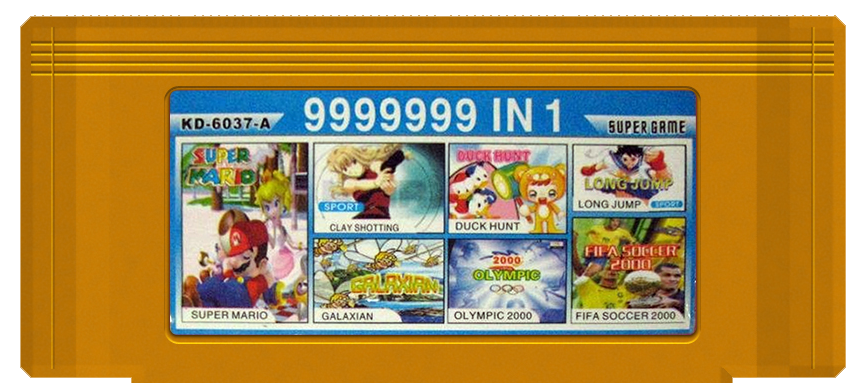 KD-6037-A
9999999 IN 1
SUPER GAME
SUPER
MARIO
SUPER MARIO
SPORT
CLAY SHOTTING
DUCK HUNT
DUCK HUNT
LONG JUMP
LONG JUMP
SPORT
GALAXIAN
GALAXIAN
2000
OLYMPIC
OLYMPIC 2000
FIFA SOCCER
2000
FIFA SOCCER 2000